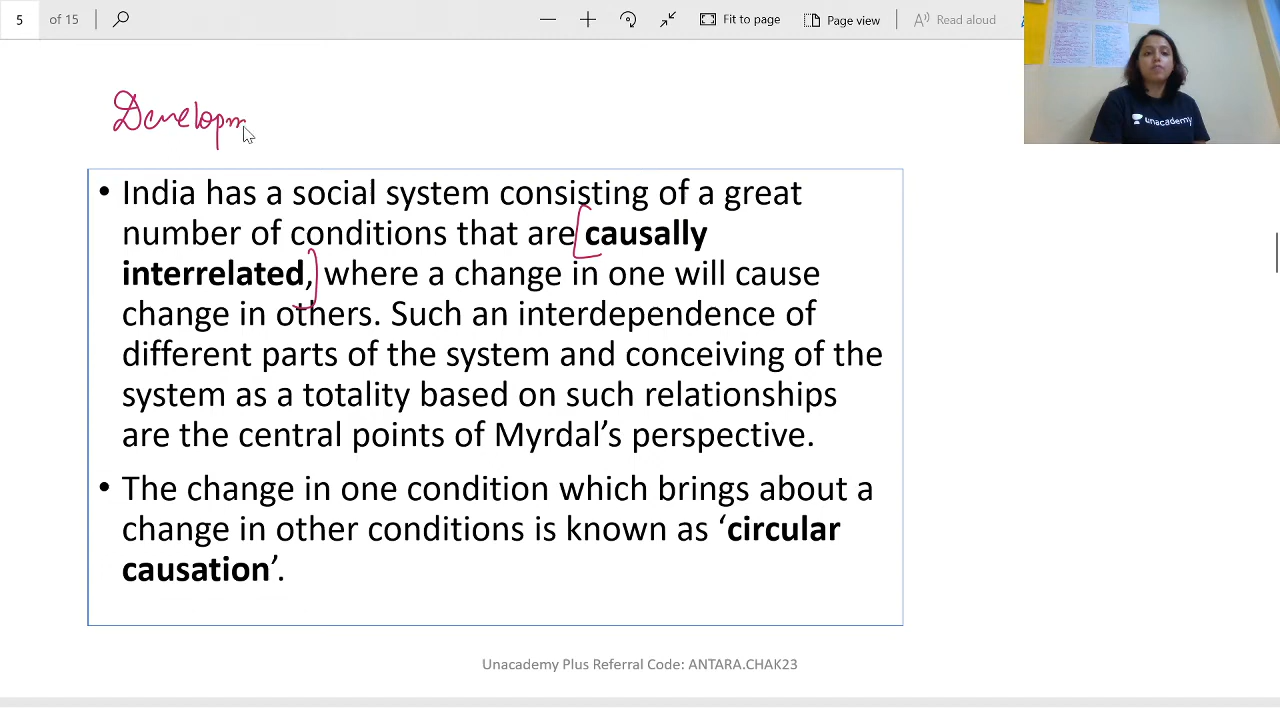 5 of 15 Fit to page Page view Read aloud
unacademy
Developm
• India has a social system consisting of a great
number of conditions that are causally
interrelated, where a change in one will cause
change in others. Such an interdependence of
different parts of the system and conceiving of the
system as a totality based on such relationships
are the central points of Myrdal’s perspective.
• The change in one condition which brings about a
change in other conditions is known as ‘circular
causation’.
Unacademy Plus Referral Code: ANTARA.CHAK23